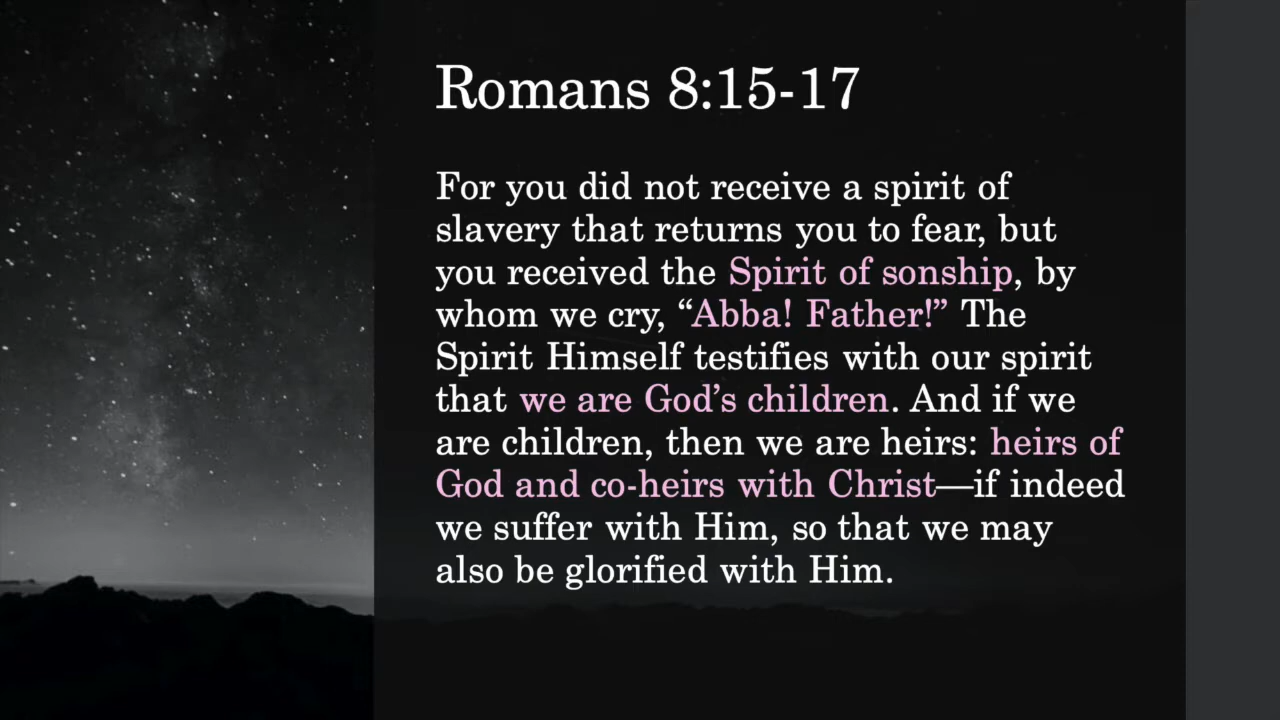 Romans 8:15-17
For you did not receive a spirit of
slavery that returns you to fear, but
you received the Spirit of sonship, by
whom we cry, “Abba! Father!” The
Spirit Himself testifies with our spirit
that we are God’s children. And if we
are children, then we are heirs: heirs of
God and co-heirs with Christ—if indeed
we suffer with Him, so that we may
also be glorified with Him.